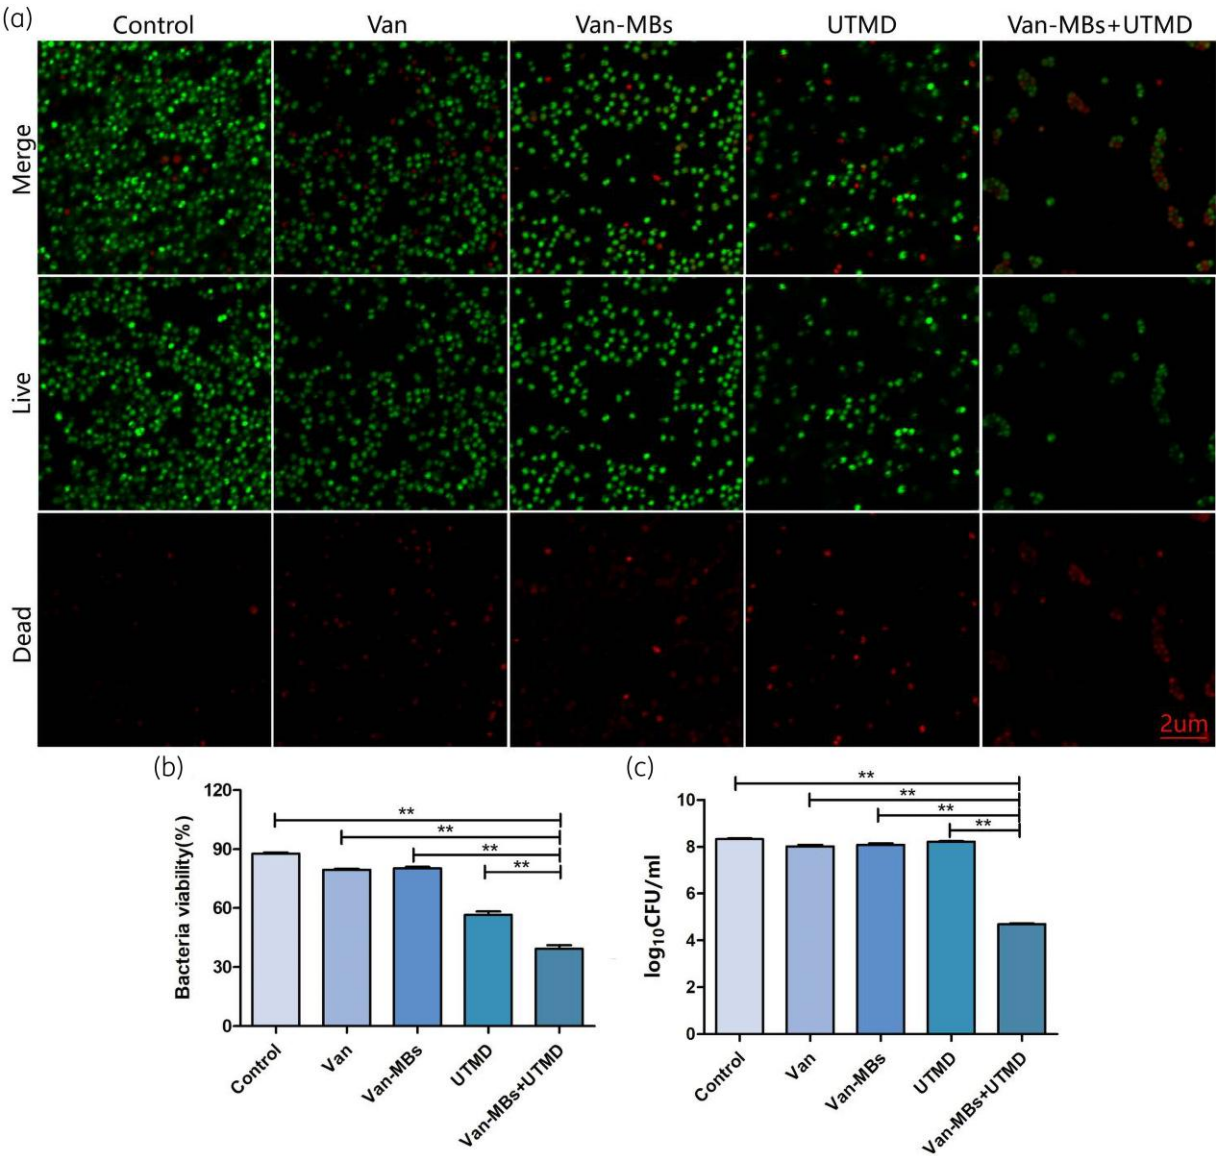 (a)
Control Van Van-MBs UTMD Van-MBs+UTMD
Merge
Live
Dead
2um
(b)
Bacteria viability(%)
120
90
60
30
0
**
**
**
**
Control
Van
Van-MBs
UTMD
Van-MBs+UTMD
(c)
log₁₀CFU/ml
10
8
6
4
2
0
**
**
**
**
Control
Van
Van-MBs
UTMD
Van-MBs+UTMD